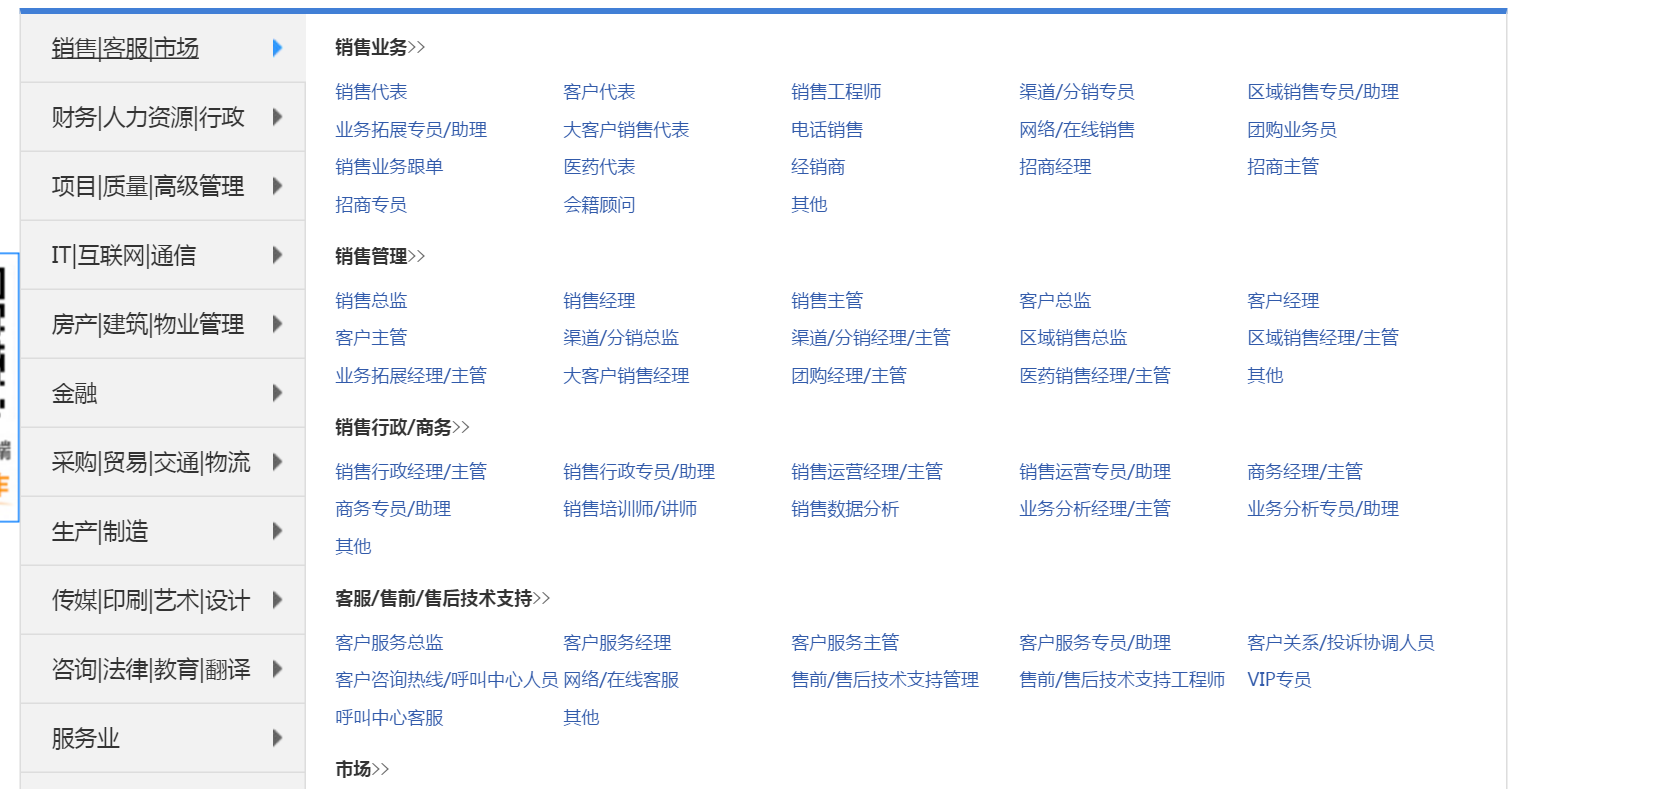 销售|客服|市场
财务|人力资源|行政
项目|质量|高级管理
IT|互联网|通信
房产|建筑|物业管理
金融
采购|贸易|交通|物流
生产|制造
传媒|印刷|艺术|设计
咨询|法律|教育|翻译
服务业
销售业务>>
销售代表 客户代表 销售工程师 渠道/分销专员 区域销售专员/助理
业务拓展专员/助理 大客户销售代表 电话销售 网络/在线销售 团购业务员
销售业务跟单 医药代表 经销商 招商经理 招商主管
招商专员 会籍顾问 其他
销售管理>>
销售总监 销售经理 销售主管 客户总监 客户经理
客户主管 渠道/分销总监 渠道/分销经理/主管 区域销售总监 区域销售经理/主管
业务拓展经理/主管 大客户销售经理 团购经理/主管 医药销售经理/主管 其他
销售行政/商务>>
销售行政经理/主管 销售行政专员/助理 销售运营经理/主管 销售运营专员/助理 商务经理/主管
商务专员/助理 销售培训师/讲师 销售数据分析 业务分析经理/主管 业务分析专员/助理
其他
客服/售前/售后技术支持>>
客户服务总监 客户服务经理 客户服务主管 客户服务专员/助理 客户关系/投诉协调人员
客户咨询热线/呼叫中心人员 网络/在线客服 售前/售后技术支持管理 售前/售后技术支持工程师 VIP专员
呼叫中心客服 其他
市场>>